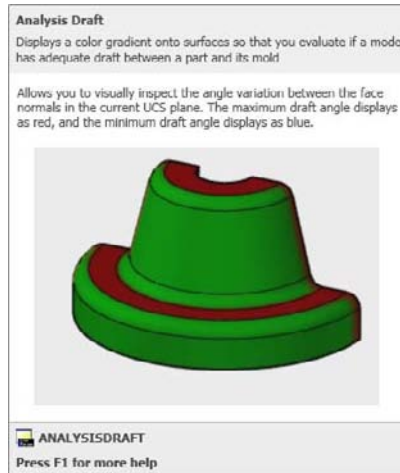 Analysis Draft
Displays a color gradient onto surfaces so that you evaluate if a mode
has adequate draft between a part and its mold
Allows you to visually inspect the angle variation between the face
normals in the current UCS plane. The maximum draft angle displays
as red, and the minimum draft angle displays as blue.
ANALYSISDRAFT
Press F1 for more help